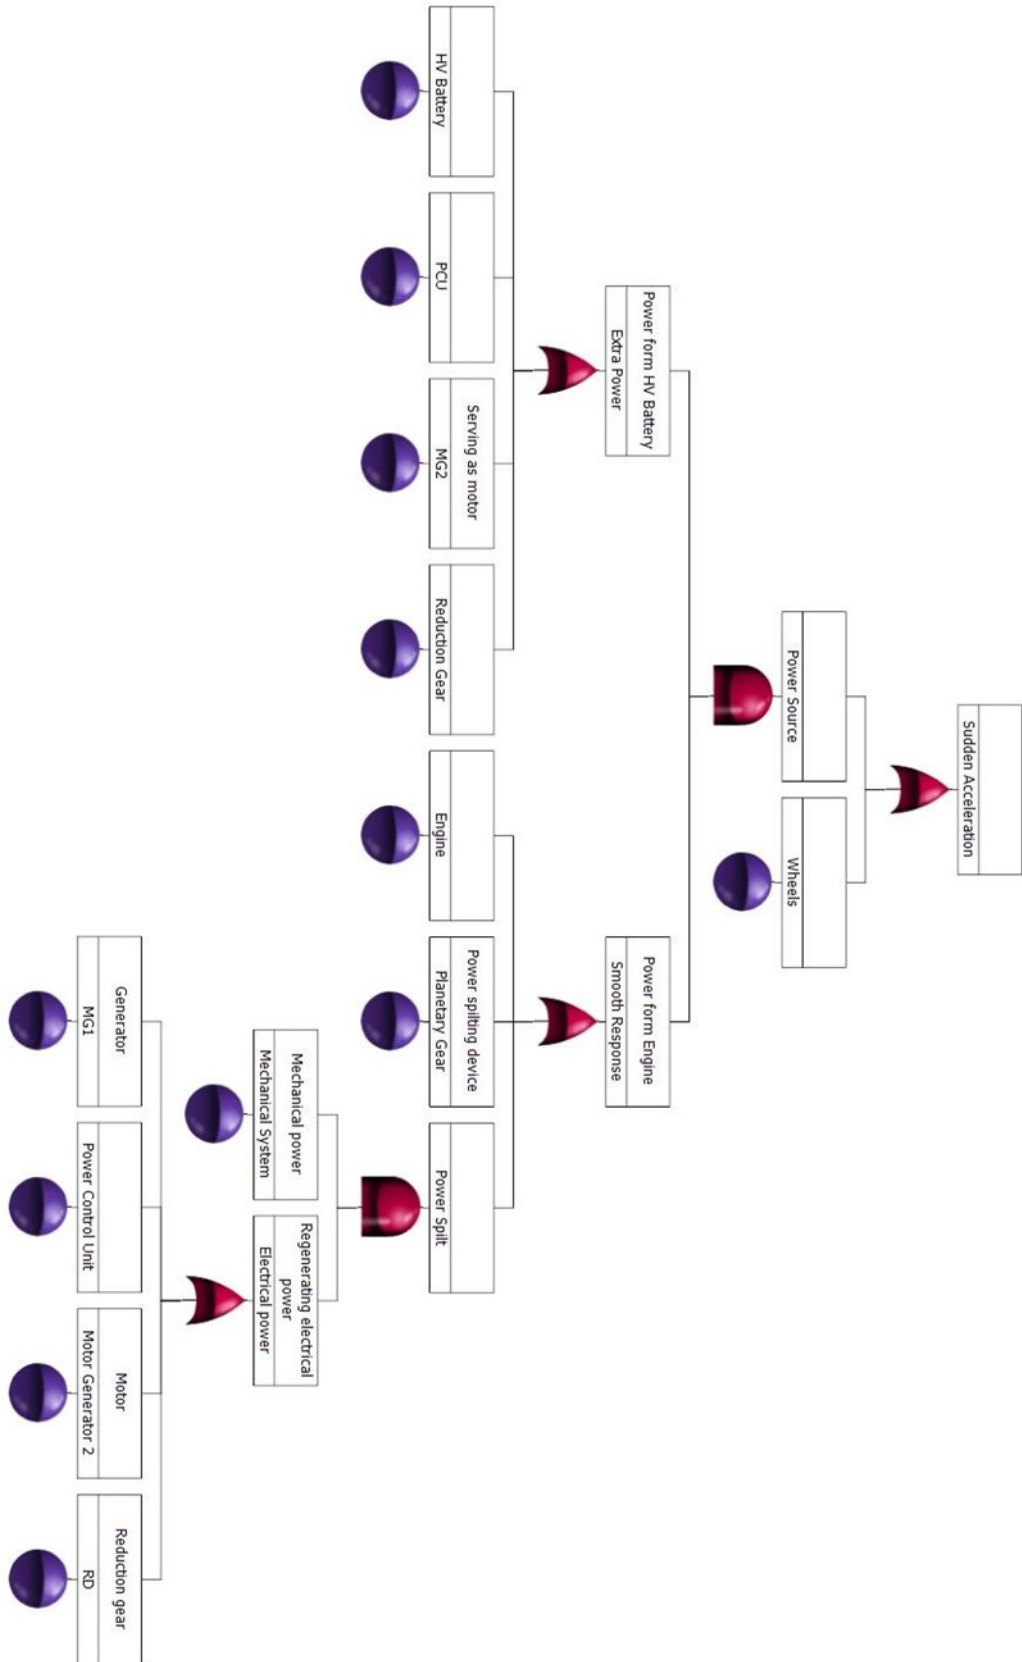 Sudden Acceleration
Power Source
Wheels
Power form HV Battery
Extra Power
Power form Engine
Smooth Response
HV Battery
PCU
Serving as motor
MG2
Reduction Gear
Engine
Power spilting device
Planetary Gear
Power Spilt
Mechanical power
Mechanical System
Regenerating electrical
power
Electrical power
Generator
MG1
Power Control Unit
Motor
Motor Generator 2
Reduction gear
RD